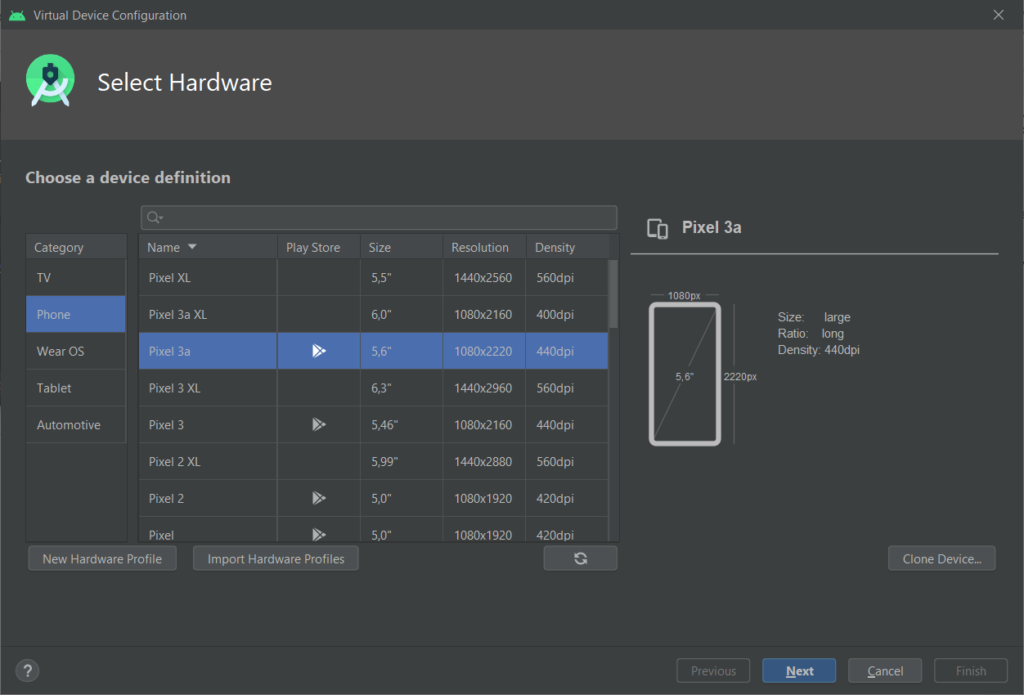 Virtual Device Configuration
Select Hardware
Choose a device definition
Category
TV
Phone
Wear OS
Tablet
Automotive
Name Play Store Size Resolution Density
Pixel XL 5,5" 1440x2560 560dpi
Pixel 3a XL 6,0" 1080x2160 400dpi
Pixel 3a 5,6" 1080x2220 440dpi
Pixel 3 XL 6,3" 1440x2960 560dpi
Pixel 3 5,46" 1080x2160 440dpi
Pixel 2 XL 5,99" 1440x2880 560dpi
Pixel 2 5,0" 1080x1920 420dpi
Pixel 5,0" 1080x1920 420dpi
Pixel 3a
1080px
5,6"
2220px
Size: large
Ratio: long
Density: 440dpi
New Hardware Profile Import Hardware Profiles Clone Device...
? Previous Next Cancel Finish